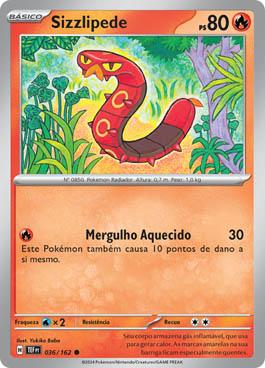 BÁSICO
Sizzlipede
PS80
Nº 0850 Pokémon Radiador Altura: 0,7 m. Peso: 1,0 kg
Mergulho Aquecido 30
Este Pokémon também causa 10 pontos de dano a
si mesmo.
Fraqueza ×2 Resistência Recuo
Ilust. Yukiko Baba
H TEF PT 036/162
Seu corpo armazena gás inflamável, que usa
para gerar calor. As marcas amarelas na sua
barriga ficam especialmente quentes.
©2024 Pokémon/Nintendo/Creatures/GAME FREAK